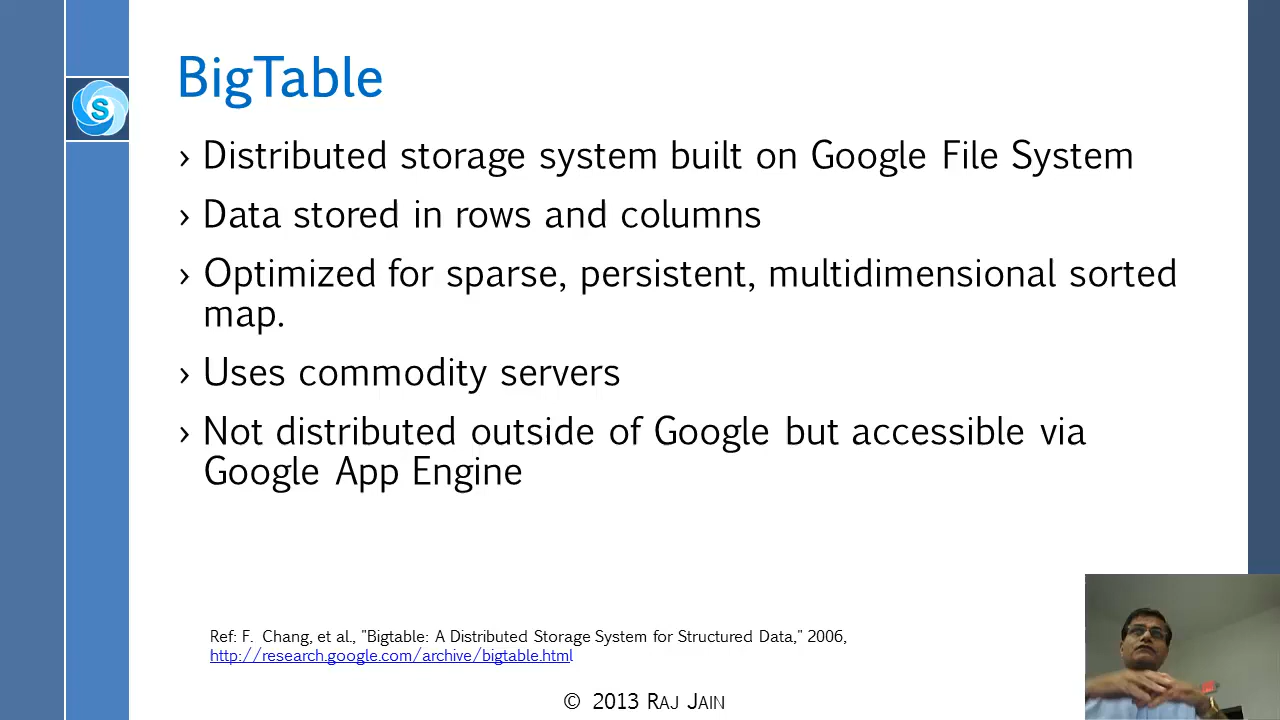 BigTable
S
› Distributed storage system built on Google File System
› Data stored in rows and columns
› Optimized for sparse, persistent, multidimensional sorted
map.
› Uses commodity servers
› Not distributed outside of Google but accessible via
Google App Engine
Ref: F. Chang, et al., "Bigtable: A Distributed Storage System for Structured Data," 2006,
http://research.google.com/archive/bigtable.html
© 2013 RAJ JAIN